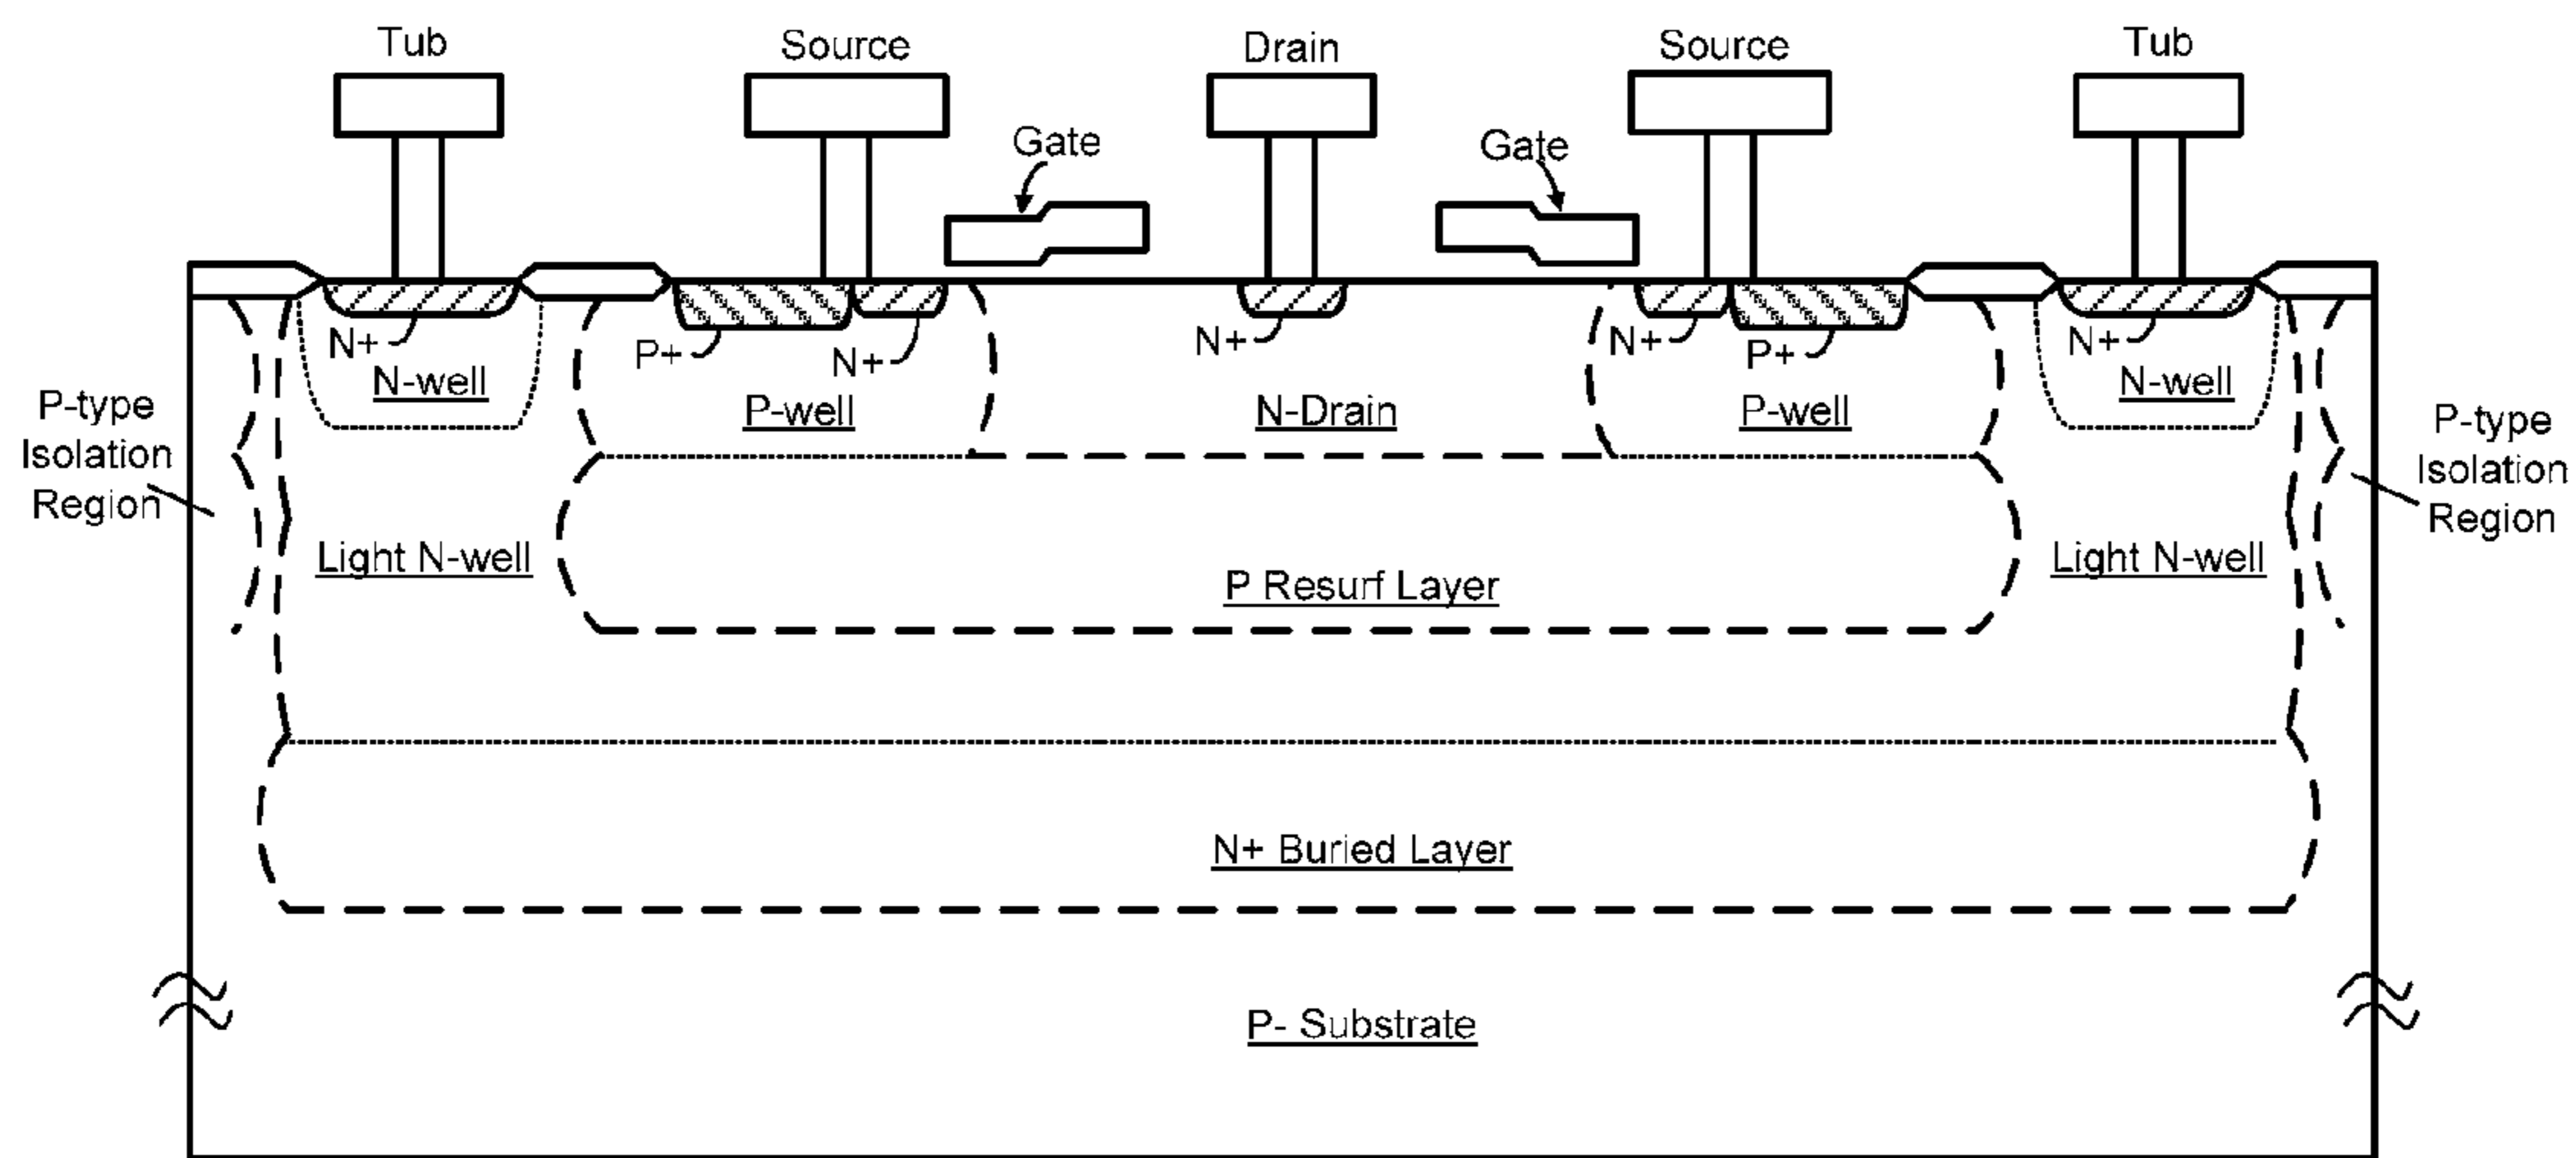 Tub
Source
Drain
Source
Tub
Gate
Gate
N+
P+
N+
N+
N+
P+
N+
N-well
P-well
N-Drain
P-well
N-well
P-type
Isolation
Region
P-type
Isolation
Region
Light N-well
P Resurf Layer
Light N-well
N+ Buried Layer
P- Substrate